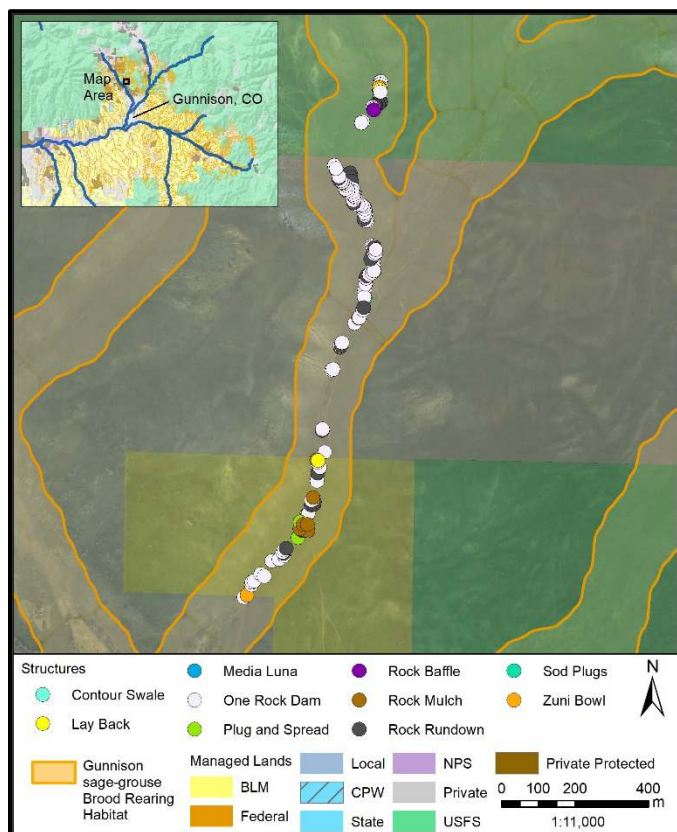 Map
Area
Gunnison, CO
Structures
Contour Swale
Lay Back
Media Luna
One Rock Dam
Plug and Spread
Rock Baffle
Rock Mulch
Rock Rundown
Sod Plugs
Zuni Bowl
N
Gunnison
sage-grouse
Brood Rearing
Habitat
Managed Lands
BLM
Federal
Local
CPW
State
NPS
Private
USFS
Private Protected
0 100 200 400
m
1:11,000